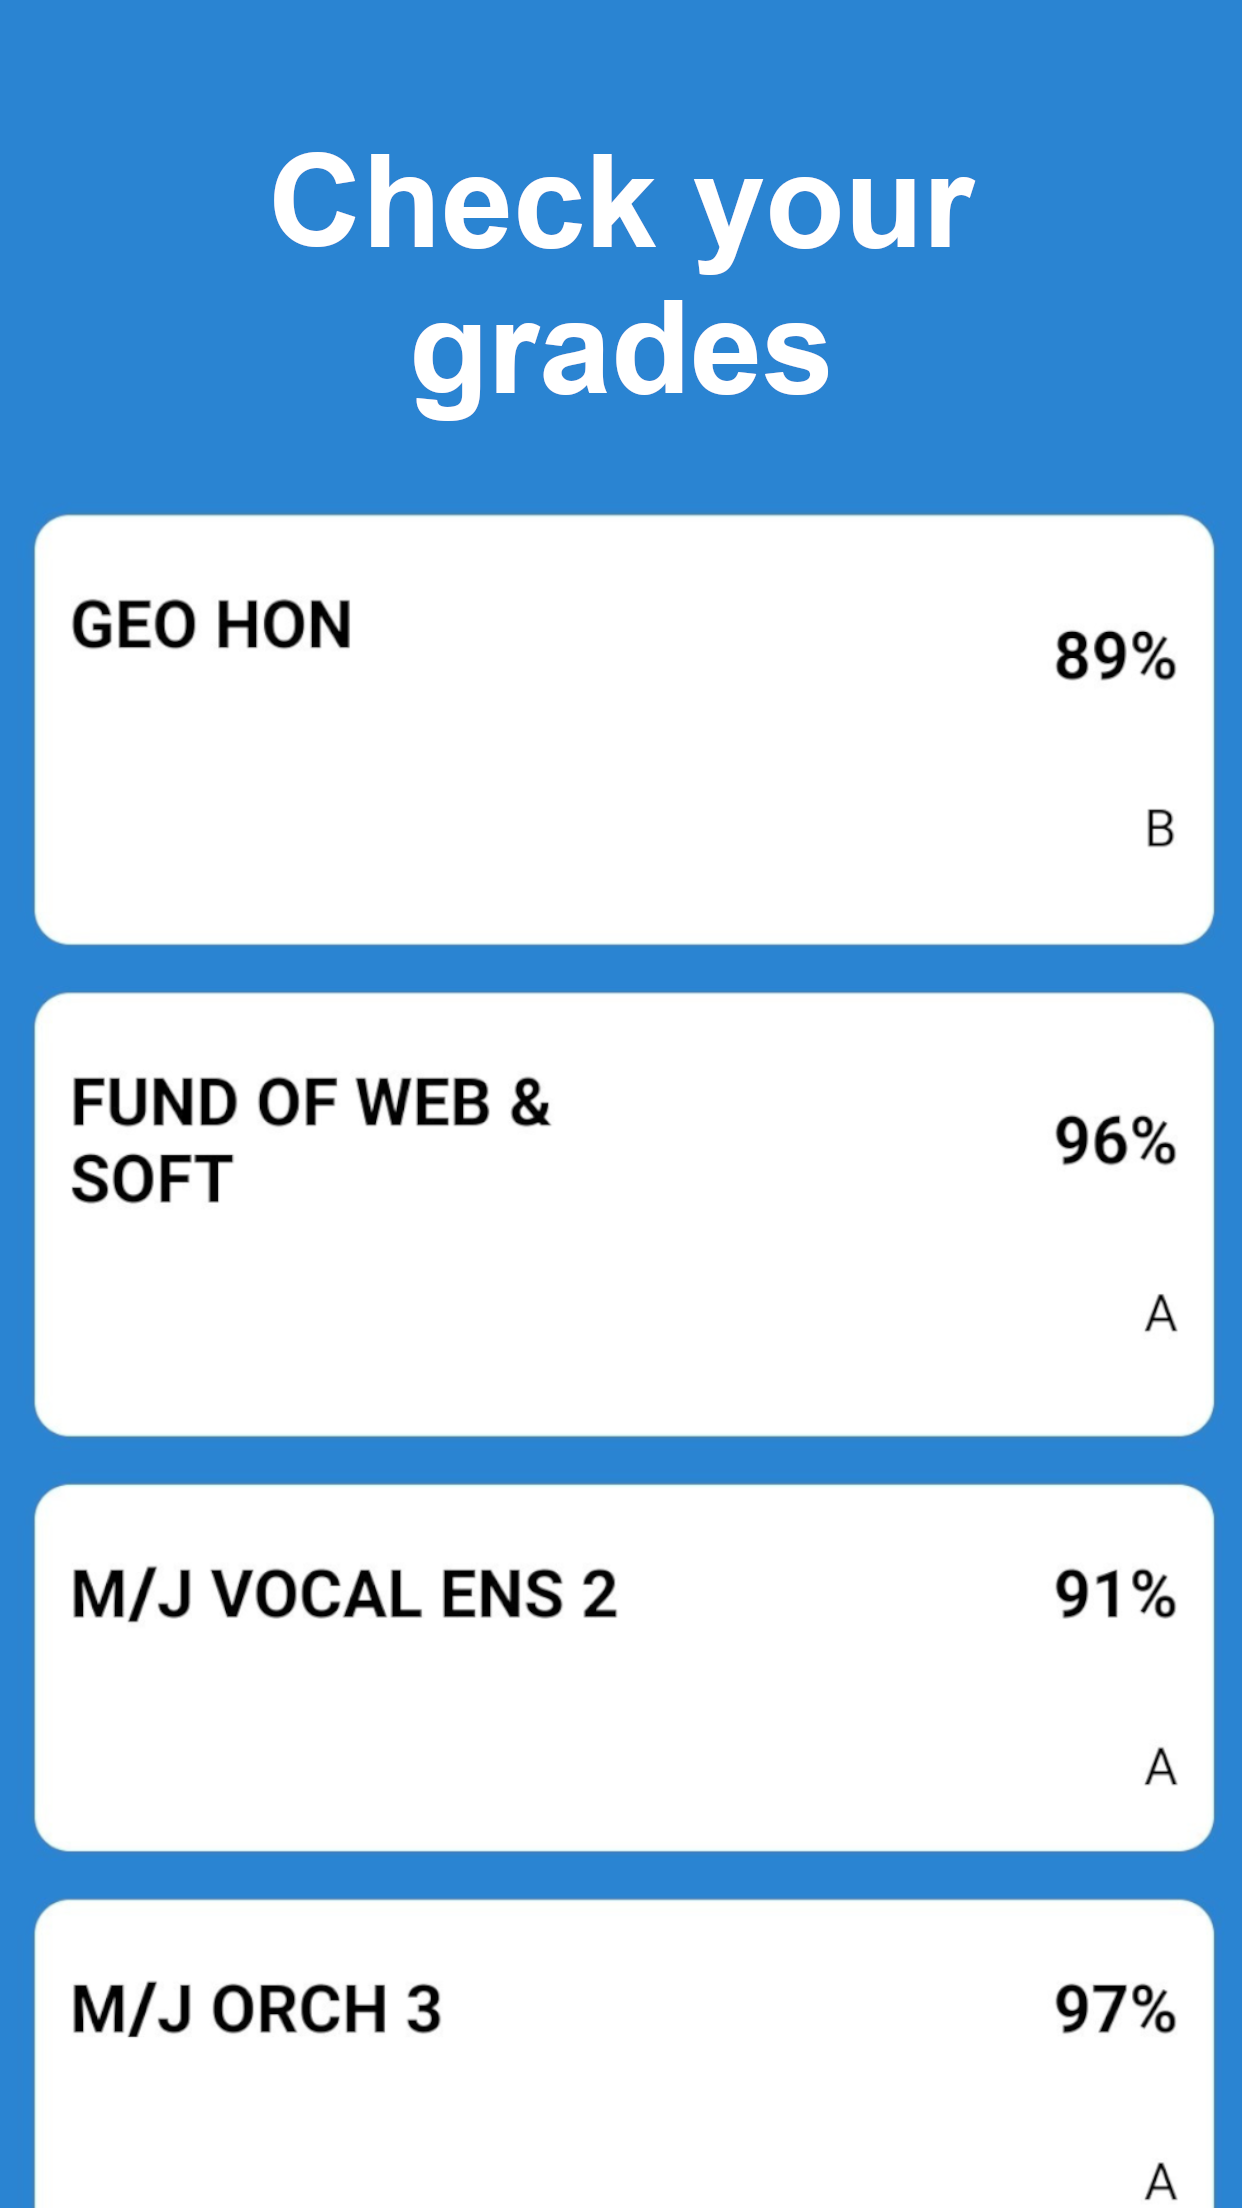 Check your
grades
GEO HON
89%
B
FUND OF WEB &
SOFT
96%
A
M/J VOCAL ENS 2
91%
A
M/J ORCH 3
97%
A